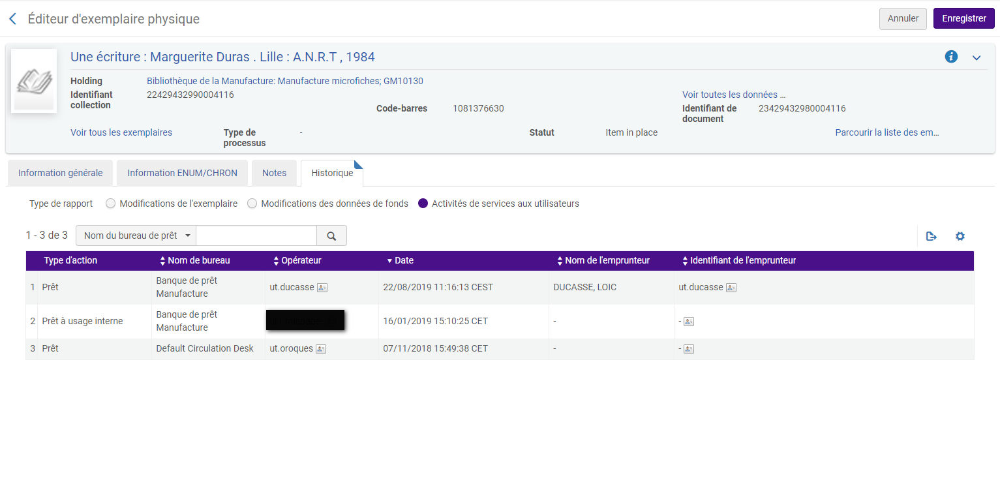 Éditeur d'exemplaire physique
Annuler
Enregistrer
Une écriture : Marguerite Duras . Lille : A.N.R.T , 1984
Holding
Bibliothèque de la Manufacture: Manufacture microfiches; GM10130
Identifiant collection
22429432990004116
Voir toutes les données ...
Code-barres
1081376630
Identifiant de document
23429432980004116
Voir tous les exemplaires
Type de processus
-
Statut
Item in place
Parcourir la liste des em...
Information générale
Information ENUM/CHRON
Notes
Historique
Type de rapport
Modifications de l'exemplaire
Modifications des données de fonds
Activités de services aux utilisateurs
1 - 3 de 3
Nom du bureau de prêt
Type d'action Nom de bureau Opérateur Date Nom de l'emprunteur Identifiant de l'emprunteur
1 Prêt Banque de prêt Manufacture ut.ducasse 22/08/2019 11:16:13 CEST DUCASSE, LOIC ut.ducasse
2 Prêt à usage interne Banque de prêt Manufacture 16/01/2019 15:10:25 CET - -
3 Prêt Default Circulation Desk ut.oroques 07/11/2018 15:49:38 CET - -